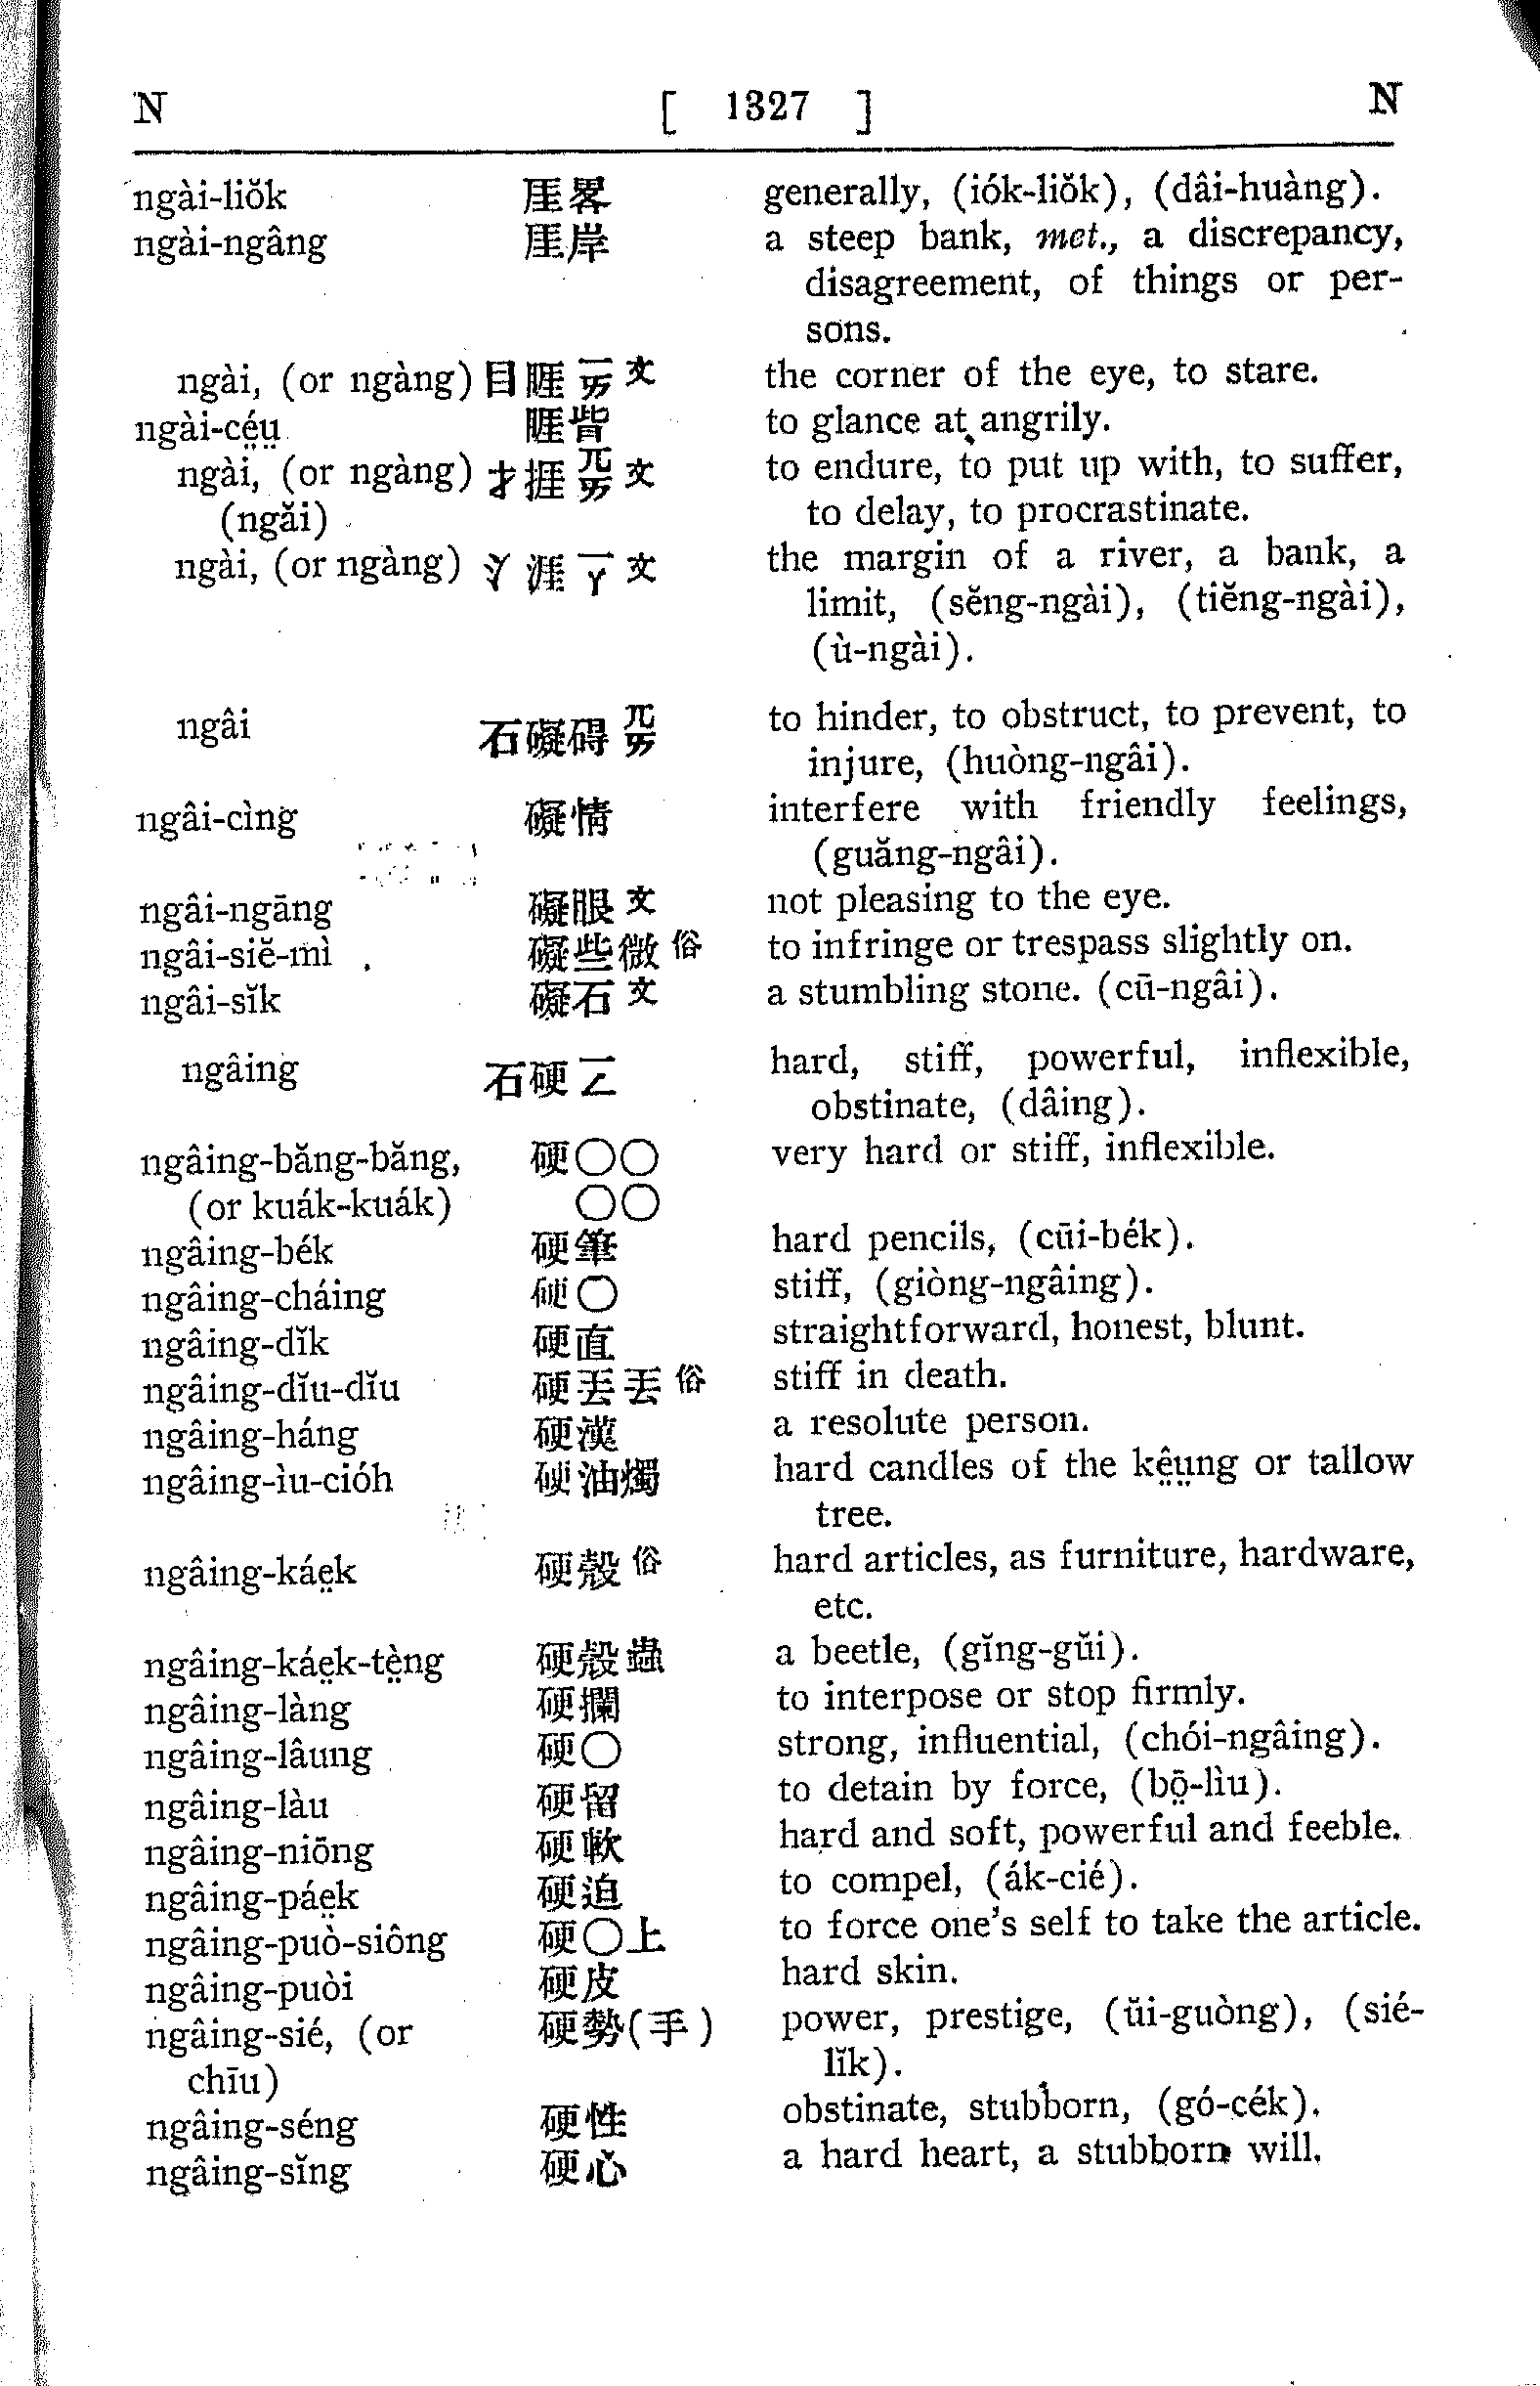 N [ 1327 ] N
ngài-liŏk 厓畧 generally, (iók-liŏk), (dâi-huàng).
ngài-ngâng 厓岸 a steep bank, met., a discrepancy,
disagreement, of things or per-
sons.
ngài, (or ngàng) 目睚 ㄞ 文 the corner of the eye, to stare.
ngài-cé̤ṳ 睚眥 to glance at angrily.
ngài, (or ngàng) 才捱 ㄞ 文 to endure, to put up with, to suffer,
(ngăi) to delay, to procrastinate.
ngài, (or ngàng) 氵涯 ㄧㄚ 文 the margin of a river, a bank, a
limit, (sĕng-ngài), (tiĕng-ngài),
(ù-ngài).
ngâi 石礙碍 to hinder, to obstruct, to prevent, to
injure, (huòng-ngâi).
ngâi-cìng 礙情 interfere with friendly feelings,
(guăng-ngâi).
ngâi-ngāng 礙眼 文 not pleasing to the eye.
ngâi-siĕ-mì 礙些微 俗 to infringe or trespass slightly on.
ngâi-sĭk 礙石 文 a stumbling stone. (cū-ngâi).
ngâing 石硬 hard, stiff, powerful, inflexible,
obstinate, (dâing).
ngâing-băng-băng, 硬〇〇 very hard or stiff, inflexible.
(or kuák-kuák) 〇〇
ngâing-bék 硬筆 hard pencils, (cūi-bék).
ngâing-cháing 硬〇 stiff, (giòng-ngâing).
ngâing-dĭk 硬直 straightforward, honest, blunt.
ngâing-dĭu-dĭu 硬丟丟 俗 stiff in death.
ngâing-háng 硬漢 a resolute person.
ngâing-ìu-cióh 硬油燭 hard candles of the kê̤ṳng or tallow
tree.
ngâing-káe̤k 硬殼 俗 hard articles, as furniture, hardware,
etc.
ngâing-káe̤k-tè̤ng 硬殼蟲 a beetle, (gĭng-gŭi).
ngâing-làng 硬攔 to interpose or stop firmly.
ngâing-lâung 硬〇 strong, influential, (chói-ngâing).
ngâing-làu 硬留 to detain by force, (bō̤-lìu).
ngâing-niōng 硬軟 hard and soft, powerful and feeble.
ngâing-páe̤k 硬迫 to compel, (ák-cié).
ngâing-può-siông 硬〇上 to force one's self to take the article.
ngâing-puòi 硬皮 hard skin.
ngâing-sié, (or 硬勢(手) power, prestige, (ŭi-guòng), (sié-
chīu) lĭk).
ngâing-séng 硬性 obstinate, stubborn, (gó-cék).
ngâing-sĭng 硬心 a hard heart, a stubborn will.